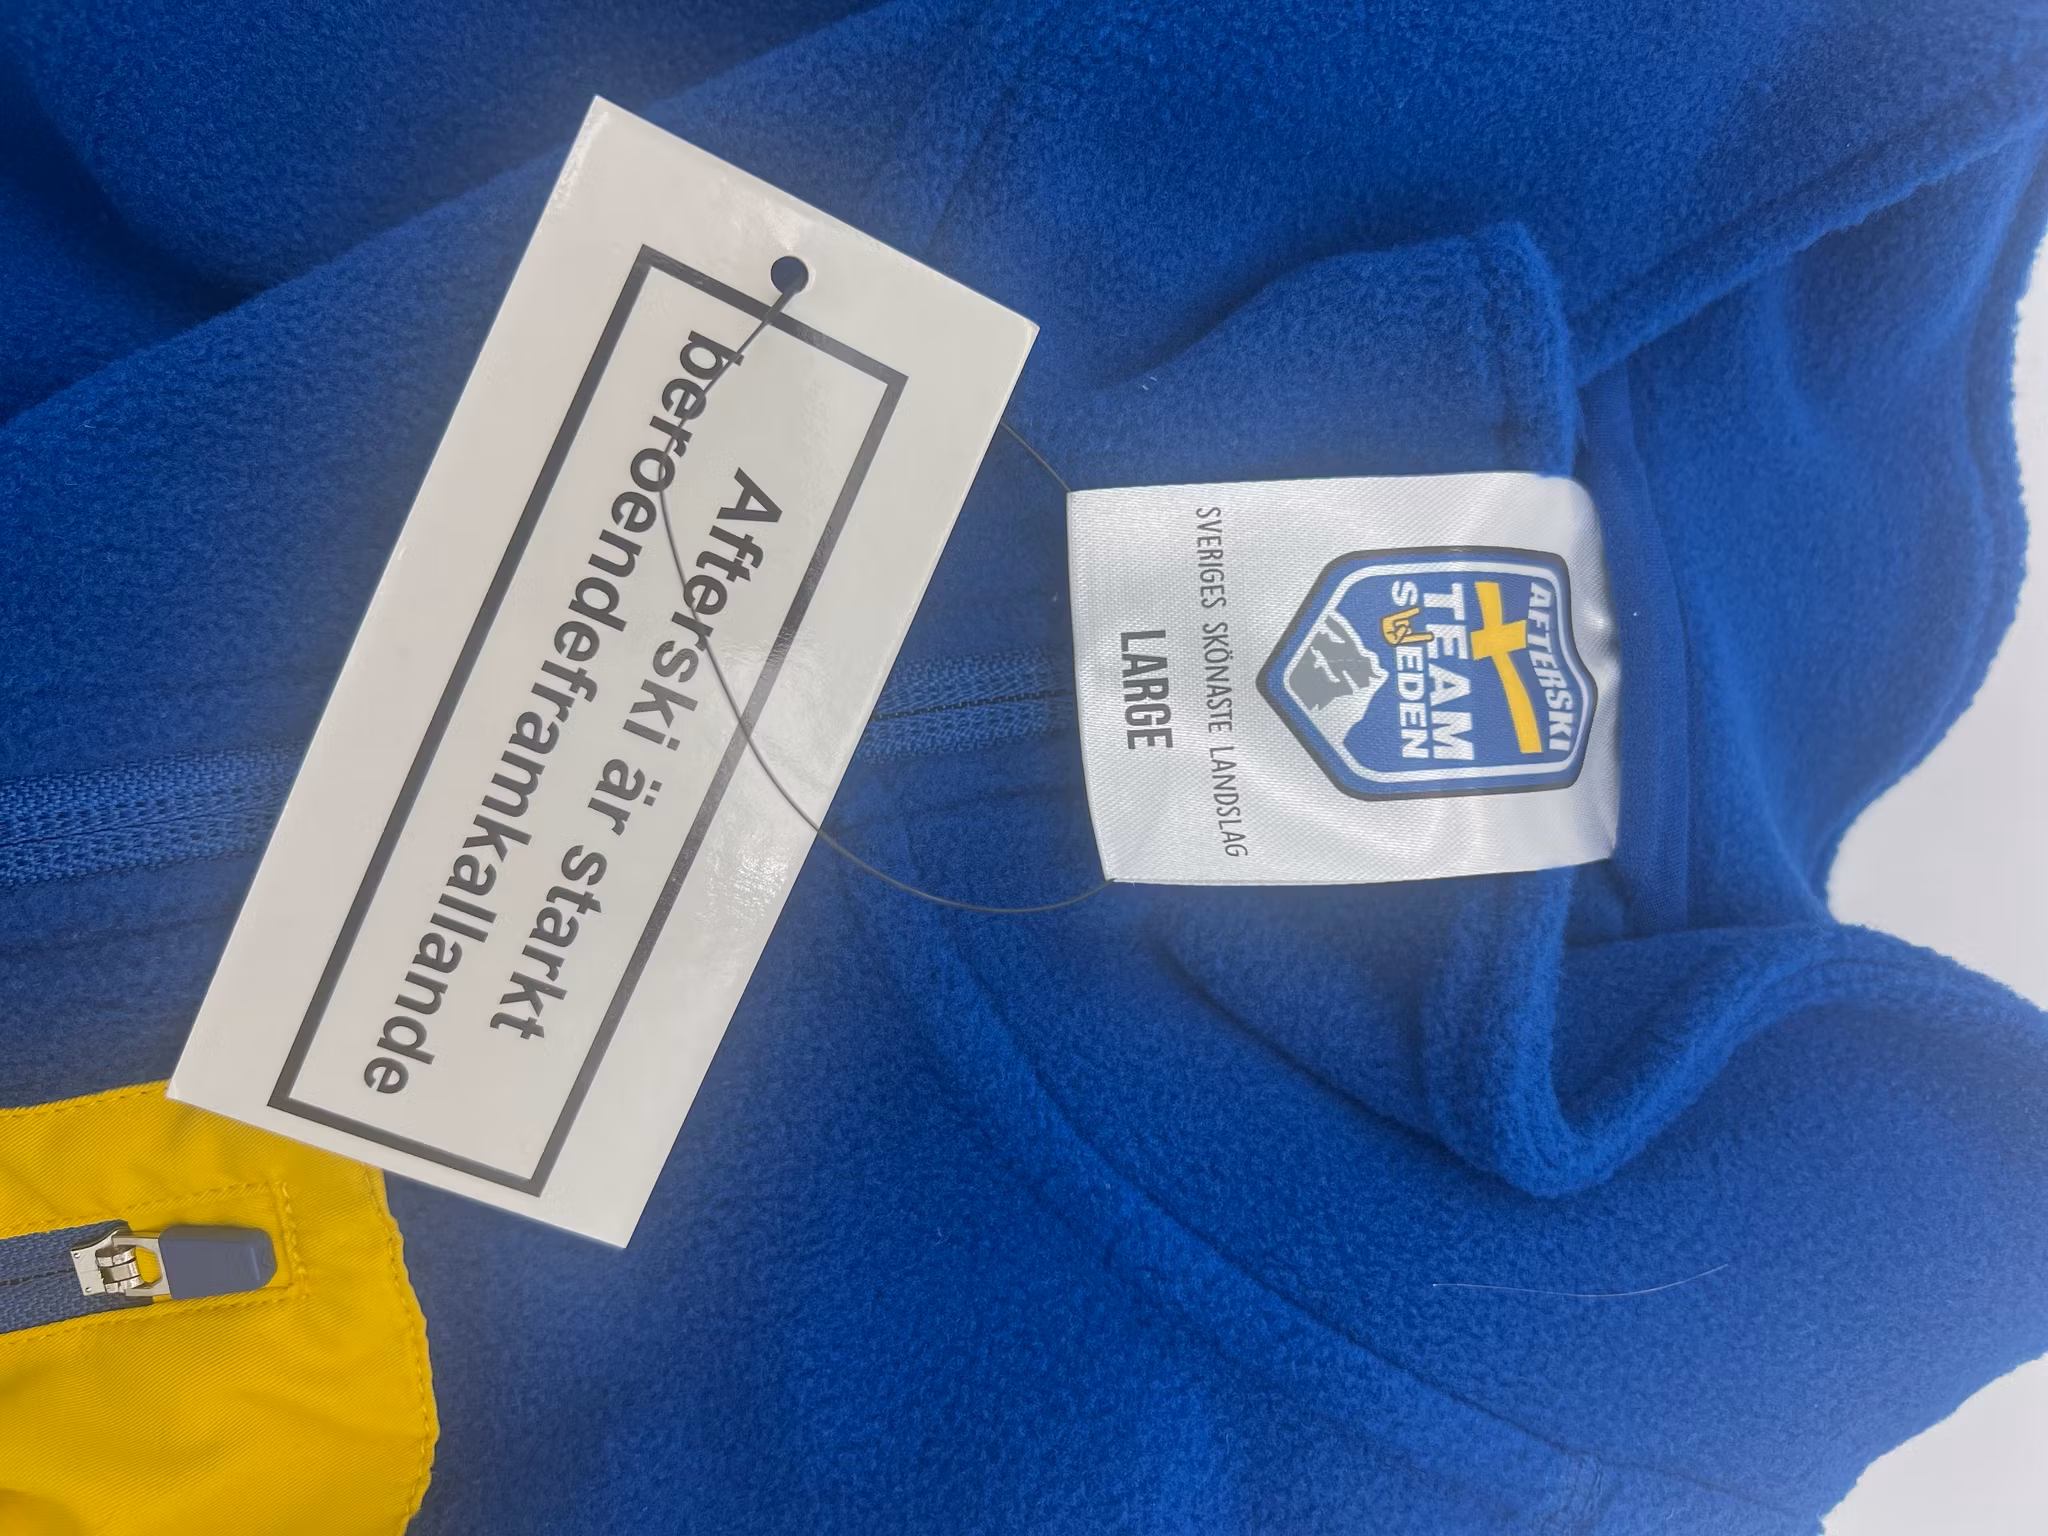 Afterski är starkt
beroendeframkallande
AFTERSKI
TEAM
SWEDEN
SVERIGES SKÖNASTE LANDSLAG
LARGE